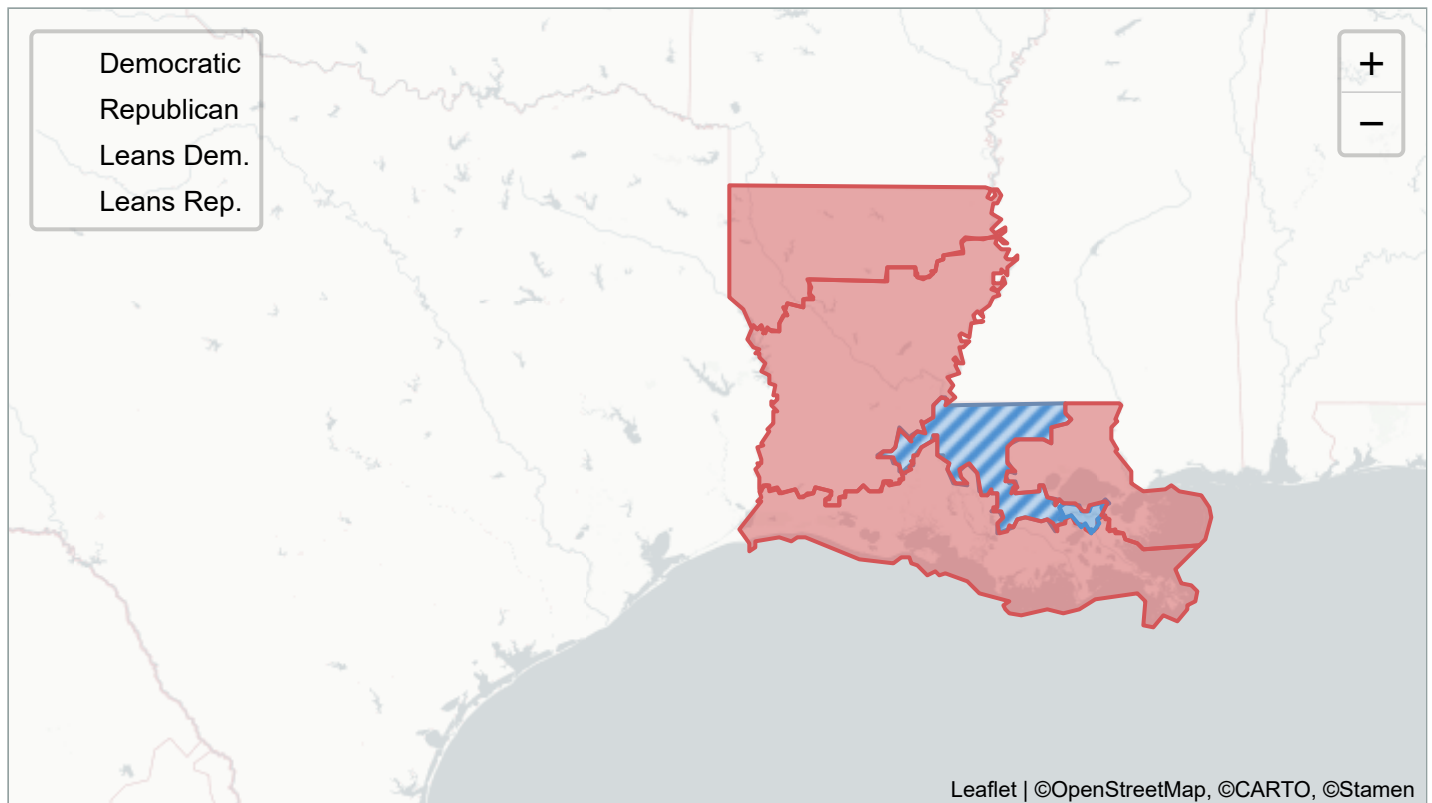 Democratic
Republican
Leans Dem.
Leans Rep.
+
−
Leaflet | ©OpenStreetMap, ©CARTO, ©Stamen